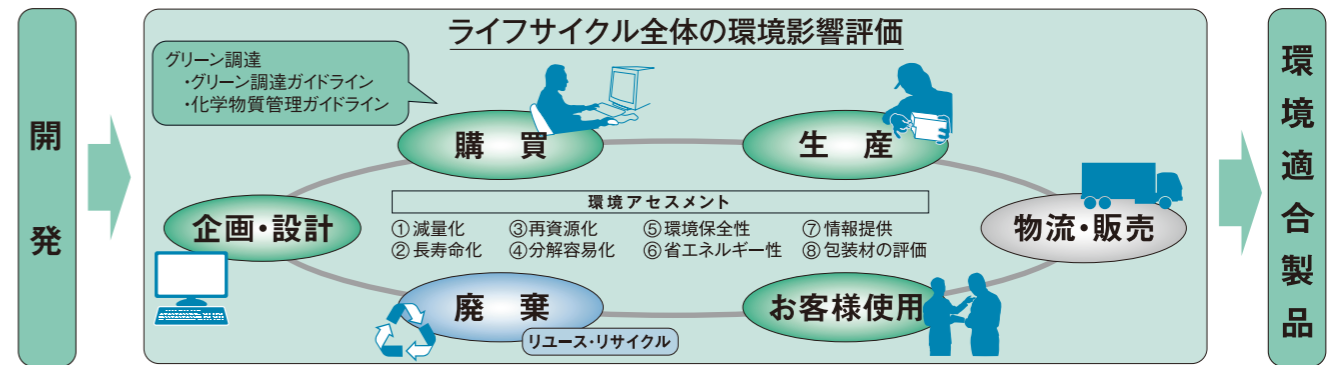 開発
ライフサイクル全体の環境影響評価
グリーン調達
・グリーン調達ガイドライン
・化学物質管理ガイドライン
購買
生産
企画・設計
環境アセスメント
①減量化 ③再資源化 ⑤環境保全性 ⑦情報提供
②長寿命化 ④分解容易化 ⑥省エネルギー性 ⑧包装材の評価
物流・販売
廃棄
リユース・リサイクル
お客様使用
環境適合製品